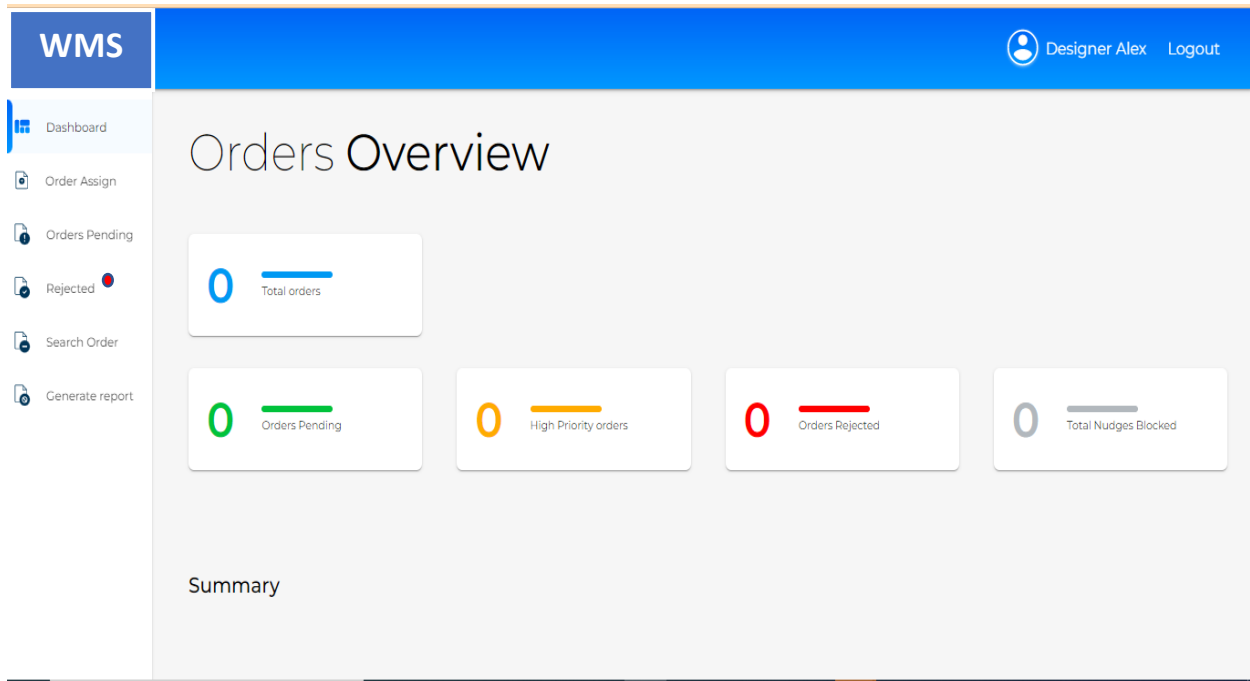 WMS
Designer Alex Logout
Dashboard
Order Assign
Orders Pending
Rejected
Search Order
Generate report
Orders Overview
0 Total orders
0 Orders Pending
0 High Priority orders
0 Orders Rejected
0 Total Nudges Blocked
Summary